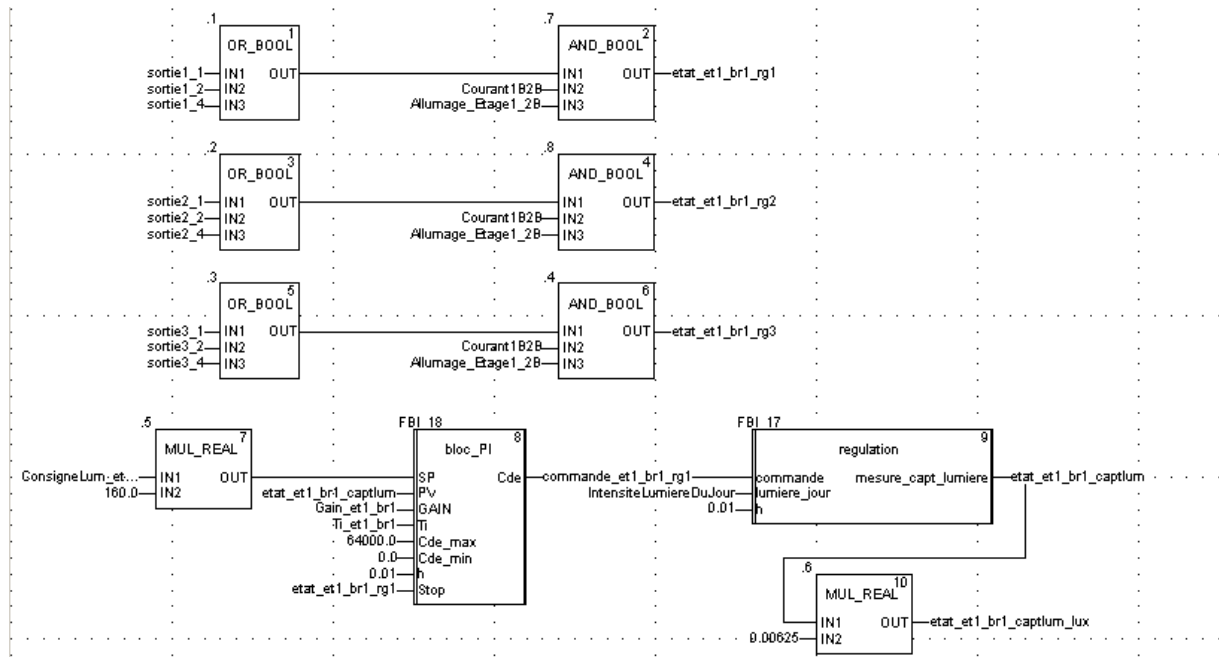 .1 .7
1 2
OR_BOOL AND_BOOL
sortie1_1 IN1 OUT IN1 OUT etat_et1_br1_rg1
sortie1_2 IN2 Courant1B2B IN2
sortie1_4 IN3 Allumage_Etage1_2B IN3
.2 .8
3 4
OR_BOOL AND_BOOL
sortie2_1 IN1 OUT IN1 OUT etat_et1_br1_rg2
sortie2_2 IN2 Courant1B2B IN2
sortie2_4 IN3 Allumage_Etage1_2B IN3
.3 .4
5 6
OR_BOOL AND_BOOL
sortie3_1 IN1 OUT IN1 OUT etat_et1_br1_rg3
sortie3_2 IN2 Courant1B2B IN2
sortie3_4 IN3 Allumage_Etage1_2B IN3
.5 FBI_18 FBI_17
7 8 9
MUL_REAL bloc_PI regulation
ConsigneLum_et... IN1 OUT SP Cde commande_et1_br1_rg1 commande mesure_capt_lumiere etat_et1_br1_captlum
160.0 IN2 etat_et1_br1_captlum PV IntensiteLumiereDuJour lumiere_jour
Gain_et1_br1 GAIN 0.01 h
Ti_et1_br1 Ti
64000.0 Cde_max
0.0 Cde_min
0.01 h
etat_et1_br1_rg1 Stop
.6
10
MUL_REAL
IN1 OUT etat_et1_br1_captlum_lux
0.00625 IN2